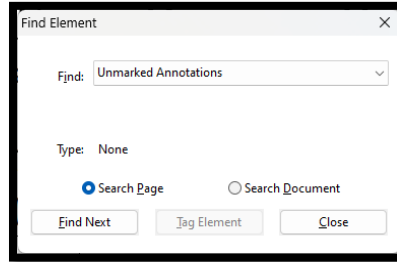 Find Element
Find: Unmarked Annotations
Type: None
Search Page Search Document
Find Next Tag Element Close